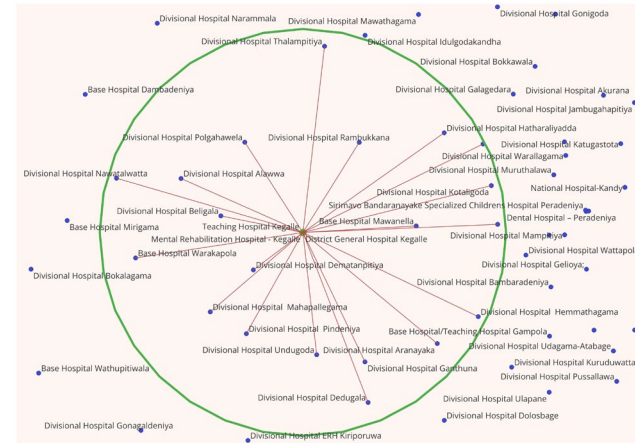 Divisional Hospital Gonigoda
Divisional Hospital Narammala
Divisional Hospital Mawathagama
Divisional Hospital Thalampitiya
Divisional Hospital Idulgodakandha
Divisional Hospital Bokkawala
Base Hospital Dambadeniya
Divisional Hospital Galagedara
Divisional Hospital Akurana
Divisional Hospital Jambugahapitiya
Divisional Hospital Hatharaliyadda
Divisional Hospital Polgahawela
Divisional Hospital Rambukkana
Divisional Hospital Katugastota
Divisional Hospital Warallagama
Divisional Hospital Muruthalawa
Divisional Hospital Nawatalwatta
Divisional Hospital Alawwa
Divisional Hospital Kotaligoda
National Hospital-Kandy
Sirimavo Bandaranayake Specialized Childrens Hospital Peradeniya
Divisional Hospital Beligala
Dental Hospital – Peradeniya
Base Hospital Mawanella
Base Hospital Mirigama
Teaching Hospital Kegalle
Divisional Hospital Mampitiya
Mental Rehabilitation Hospital - Kegalle
District General Hospital Kegalle
Base Hospital Warakapola
Divisional Hospital Wattapol
Divisional Hospital Dematanpitiya
Divisional Hospital Gelioya;
Divisional Hospital Bokalagama
Divisional Hospital Bambaradeniya
Divisional Hospital Mahapallegama
Divisional Hospital Hemmathagama
Divisional Hospital Pindeniya
Base Hospital/Teaching Hospital Gampola
Divisional Hospital Undugoda
Divisional Hospital Aranayaka
Divisional Hospital Udagama-Atabage
Divisional Hospital Ganthuna
Divisional Hospital Kuruduwatta
Base Hospital Wathupitiwala
Divisional Hospital Pussallawa
Divisional Hospital Dedugala
Divisional Hospital Ulapane
Divisional Hospital Dolosbage
Divisional Hospital Gonagaldeniya
Divisional Hospital ERH Kiriporuwa